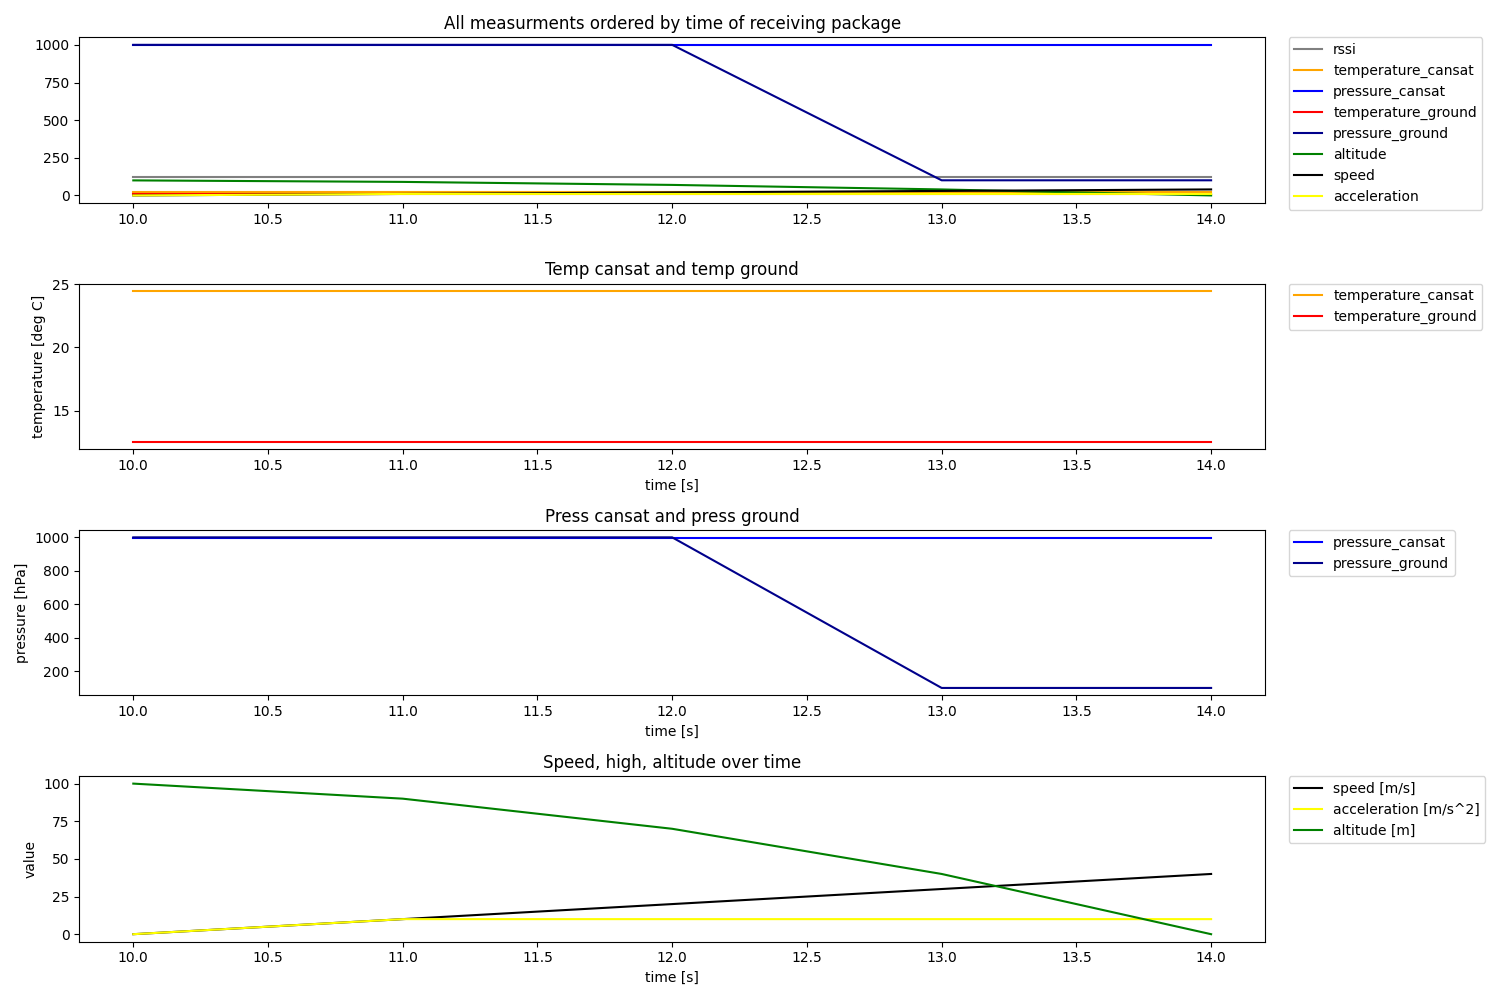 All measurments ordered by time of receiving package
1000
750
500
250
0
10.0 10.5 11.0 11.5 12.0 12.5 13.0 13.5 14.0
rssi
temperature_cansat
pressure_cansat
temperature_ground
pressure_ground
altitude
speed
acceleration
Temp cansat and temp ground
temperature [deg C]
25
20
15
10.0 10.5 11.0 11.5 12.0 12.5 13.0 13.5 14.0
time [s]
temperature_cansat
temperature_ground
Press cansat and press ground
pressure [hPa]
1000
800
600
400
200
10.0 10.5 11.0 11.5 12.0 12.5 13.0 13.5 14.0
time [s]
pressure_cansat
pressure_ground
Speed, high, altitude over time
value
100
75
50
25
0
10.0 10.5 11.0 11.5 12.0 12.5 13.0 13.5 14.0
time [s]
speed [m/s]
acceleration [m/s^2]
altitude [m]